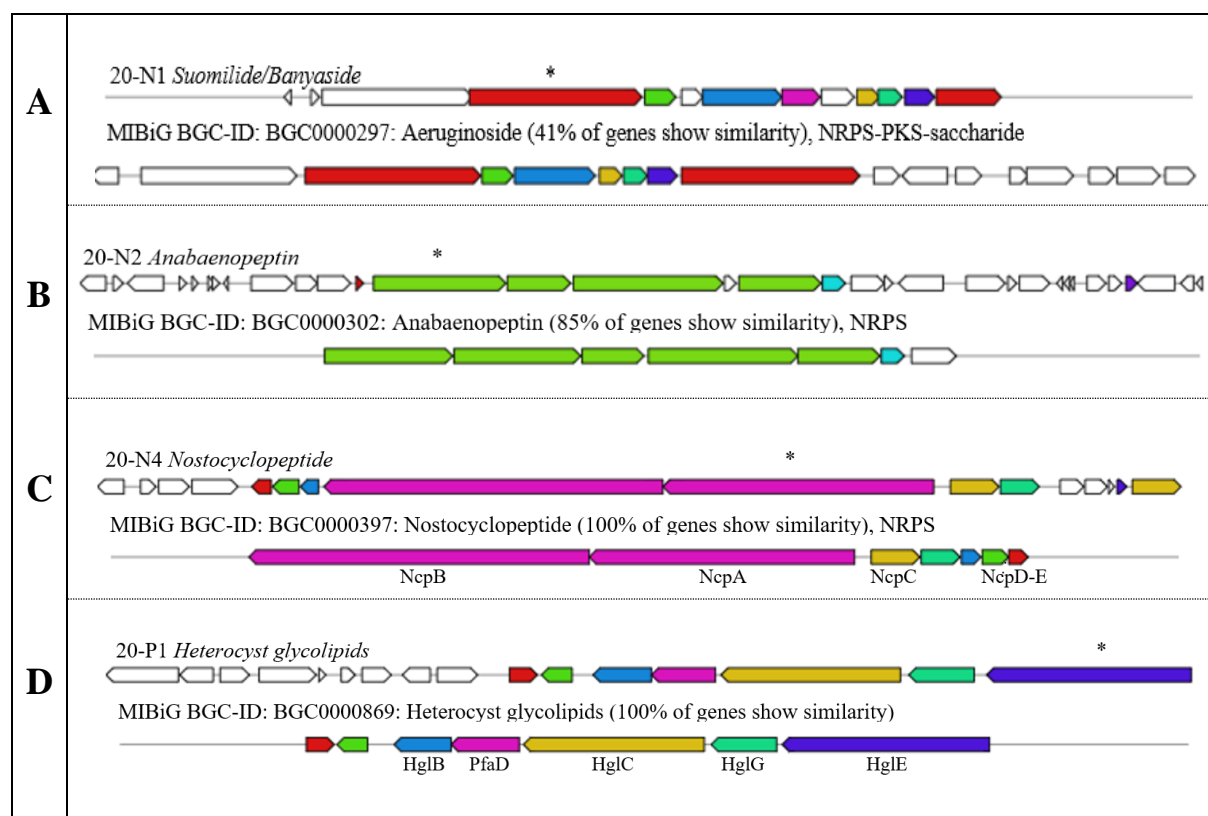 A
20-N1 Suomilide/Banyaside
*
MIBiG BGC-ID: BGC0000297: Aeruginoside (41% of genes show similarity), NRPS-PKS-saccharide
B
20-N2 Anabaenopeptin
*
MIBiG BGC-ID: BGC0000302: Anabaenopeptin (85% of genes show similarity), NRPS
C
20-N4 Nostocyclopeptide
*
MIBiG BGC-ID: BGC0000397: Nostocyclopeptide (100% of genes show similarity), NRPS
NcpB NcpA NcpC NcpD-E
D
20-P1 Heterocyst glycolipids
*
MIBiG BGC-ID: BGC0000869: Heterocyst glycolipids (100% of genes show similarity)
HglB PfaD HglC HglG HglE